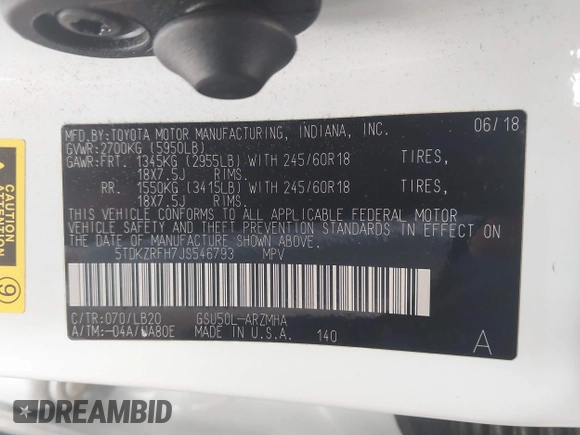 MFD.BY:TOYOTA MOTOR MANUFACTURING, INDIANA, INC. 06/18
GVWR:2700KG (5950LB)
GAWR:FRT. 1345KG (2955LB) WITH 245/60R18 TIRES,
18X7.5J RIMS.
RR. 1550KG (3415LB) WITH 245/60R18 TIRES,
18X7.5J RIMS.
THIS VEHICLE CONFORMS TO ALL APPLICABLE FEDERAL MOTOR
VEHICLE SAFETY AND THEFT PREVENTION STANDARDS IN EFFECT
ON THE DATE OF MANUFACTURE SHOWN ABOVE.
5TDKZRFH7JS546793 MPV
C/TR:070/LB20 GSU50L-ARZMHA
A/TM:-04A/UA80E MADE IN U.S.A. 140 A
CAUTION
ATTENTION
9
DREAMBID